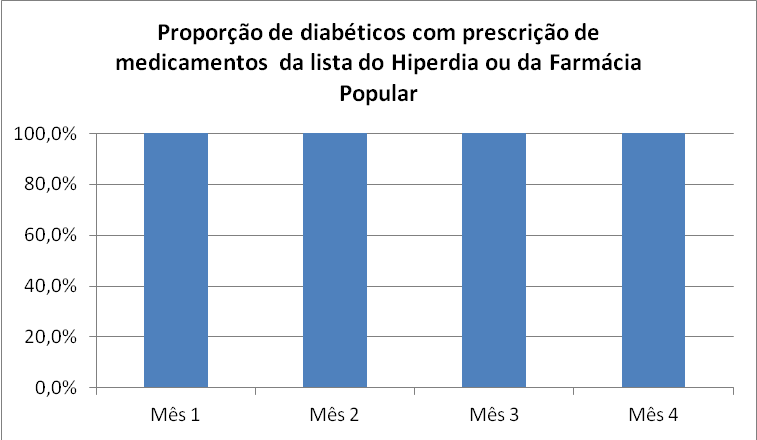 Proporção de diabéticos com prescrição de
medicamentos da lista do Hiperdia ou da Farmácia
Popular
100,0%
80,0%
60,0%
40,0%
20,0%
0,0%
Mês 1 Mês 2 Mês 3 Mês 4